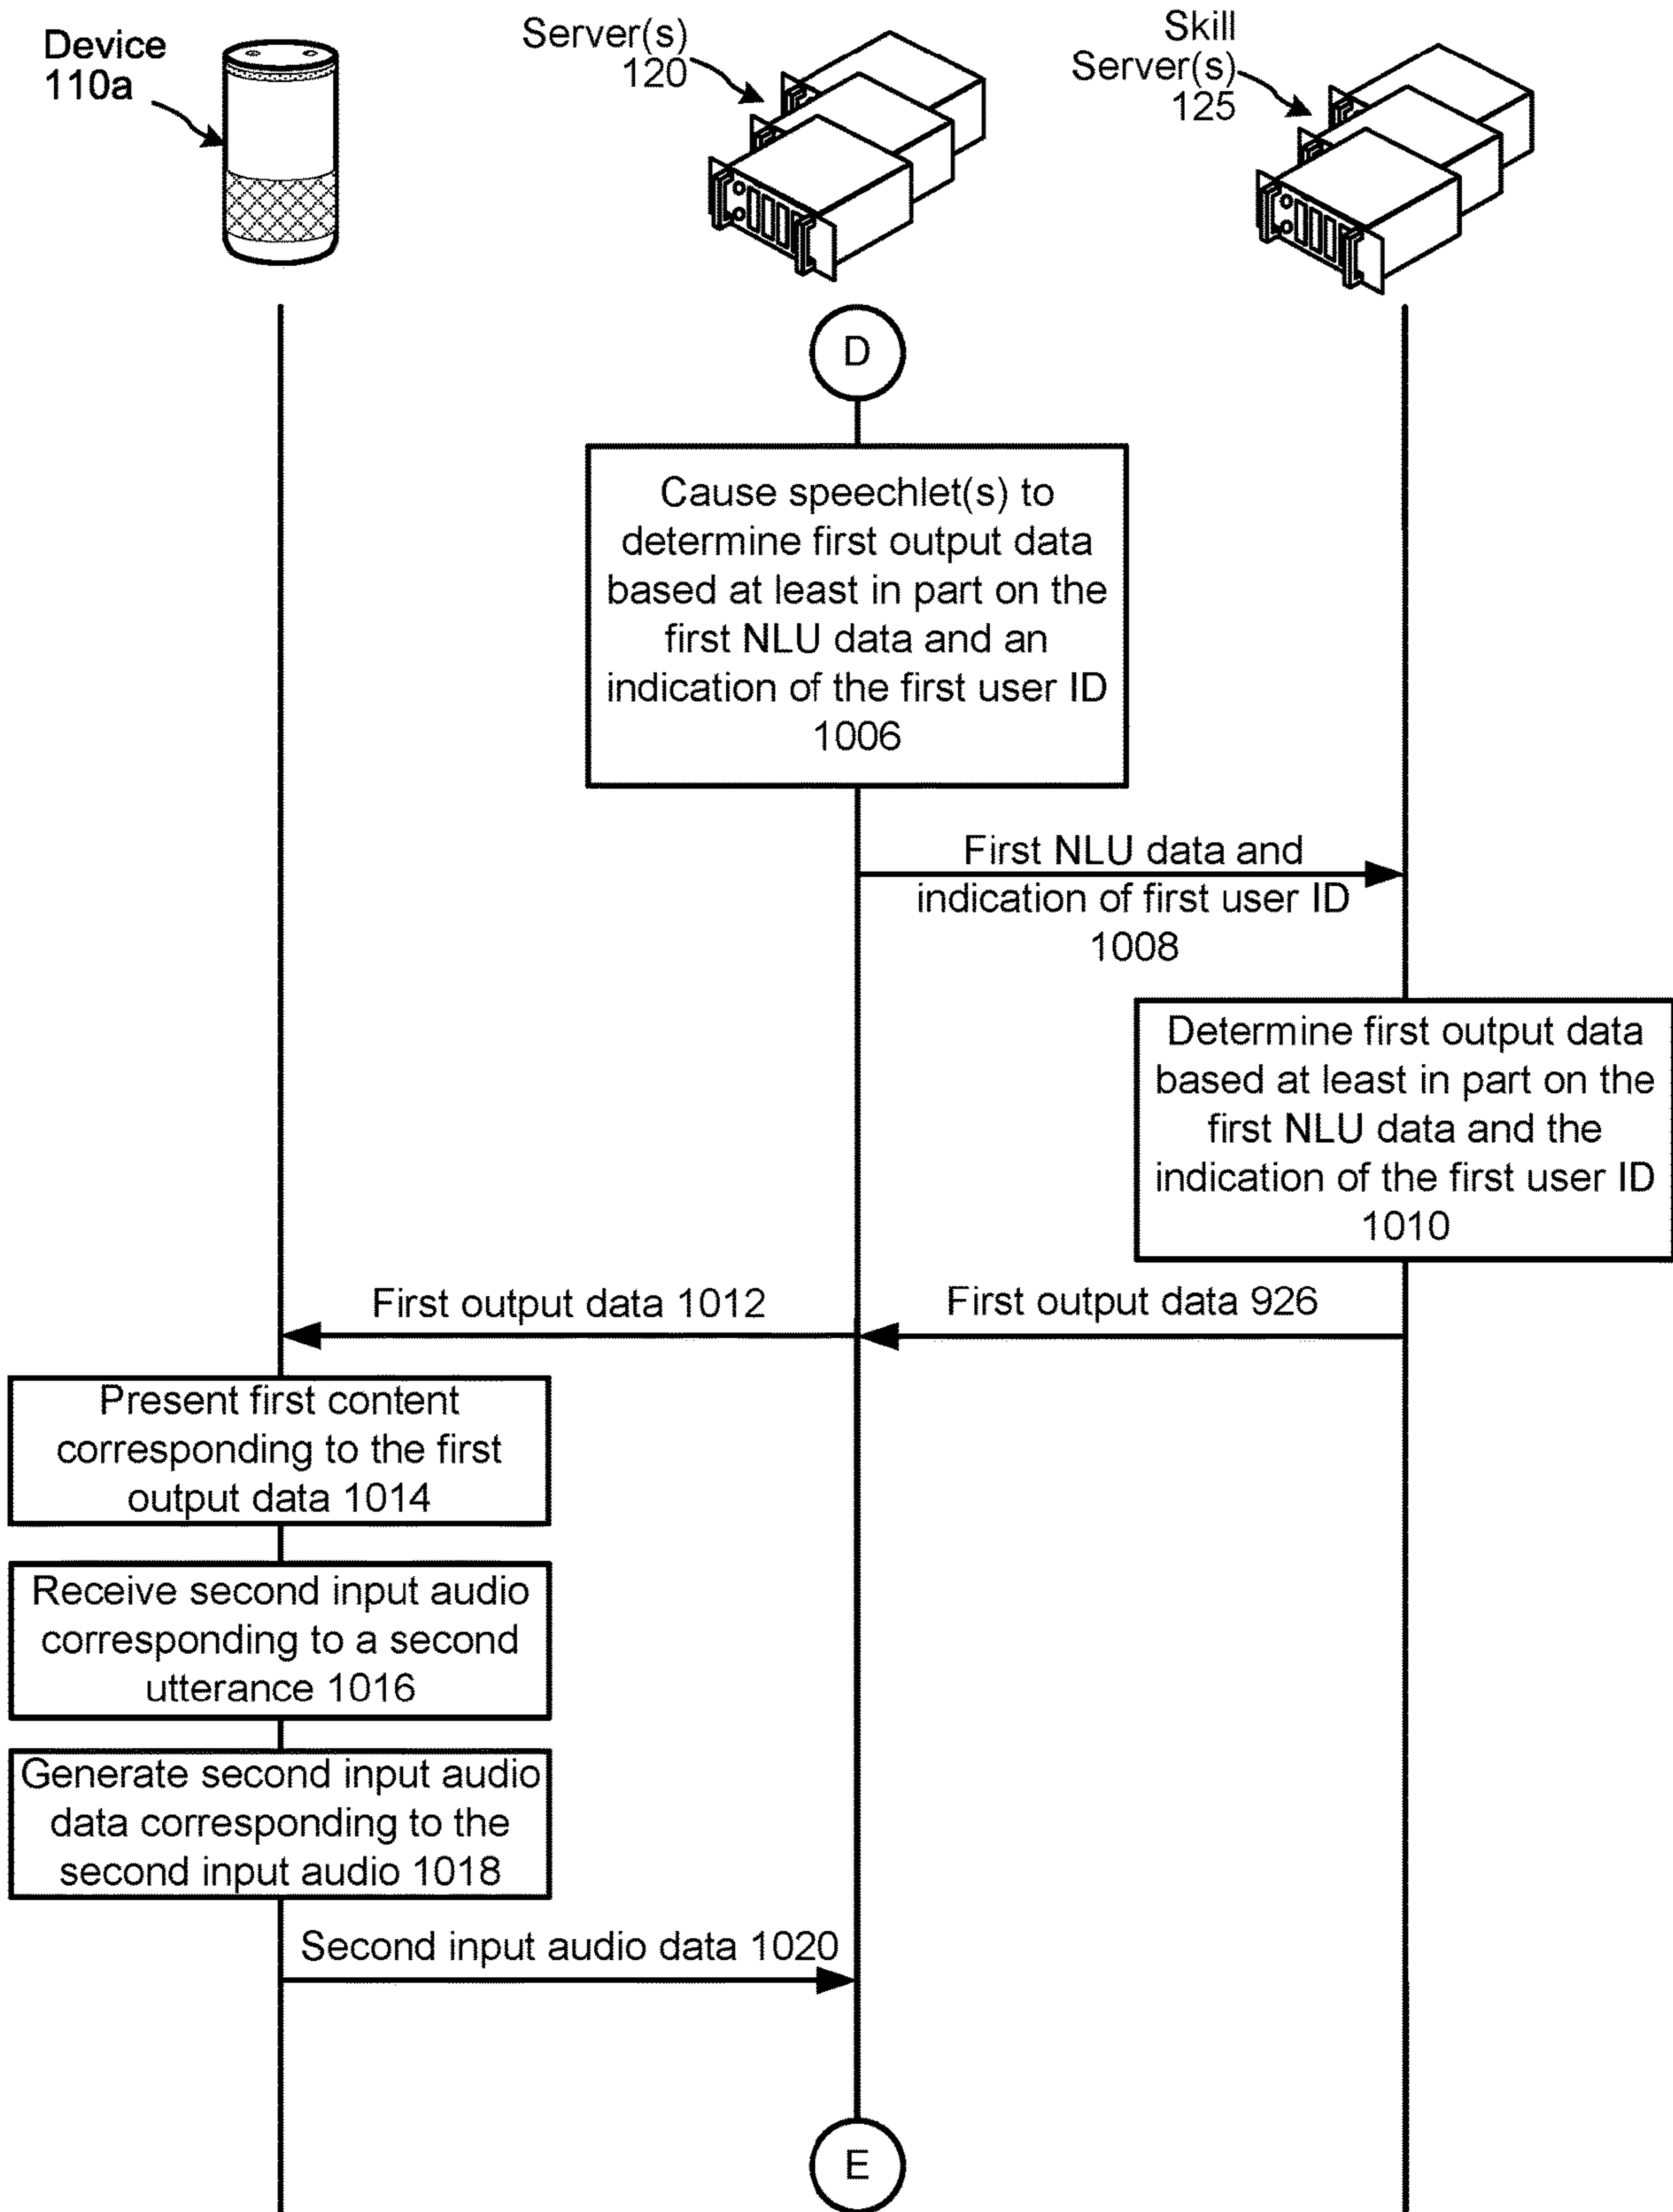 Device
110a
Server(s)
120
Skill
Server(s)
125
D
Cause speechlet(s) to
determine first output data
based at least in part on the
first NLU data and an
indication of the first user ID
1006
First NLU data and
indication of first user ID
1008
Determine first output data
based at least in part on the
first NLU data and the
indication of the first user ID
1010
First output data 1012
First output data 926
Present first content
corresponding to the first
output data 1014
Receive second input audio
corresponding to a second
utterance 1016
Generate second input audio
data corresponding to the
second input audio 1018
Second input audio data 1020
E